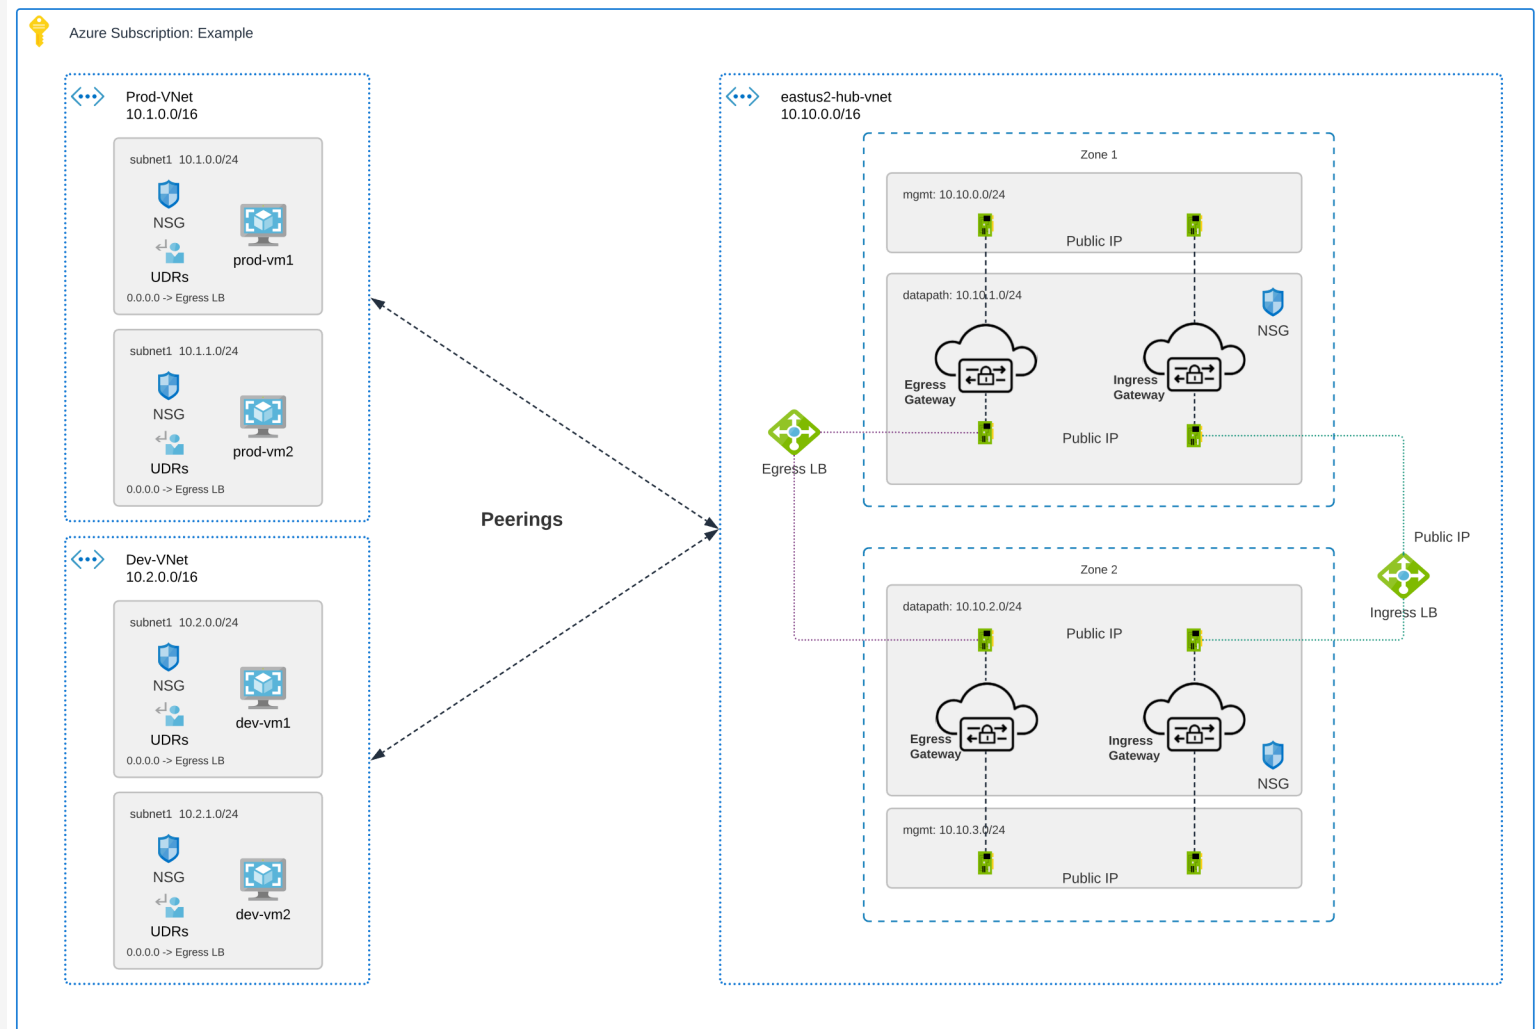 Azure Subscription: Example
Prod-VNet
10.1.0.0/16
subnet1 10.1.0.0/24
NSG
UDRs
prod-vm1
0.0.0.0 -> Egress LB
subnet1 10.1.1.0/24
NSG
UDRs
prod-vm2
0.0.0.0 -> Egress LB
Dev-VNet
10.2.0.0/16
subnet1 10.2.0.0/24
NSG
UDRs
dev-vm1
0.0.0.0 -> Egress LB
subnet1 10.2.1.0/24
NSG
UDRs
dev-vm2
0.0.0.0 -> Egress LB
Peerings
eastus2-hub-vnet
10.10.0.0/16
Zone 1
mgmt: 10.10.0.0/24
Public IP
datapath: 10.10.1.0/24
NSG
Egress
Gateway
Ingress
Gateway
Public IP
Egress LB
Zone 2
datapath: 10.10.2.0/24
Public IP
Egress
Gateway
Ingress
Gateway
NSG
mgmt: 10.10.3.0/24
Public IP
Public IP
Ingress LB